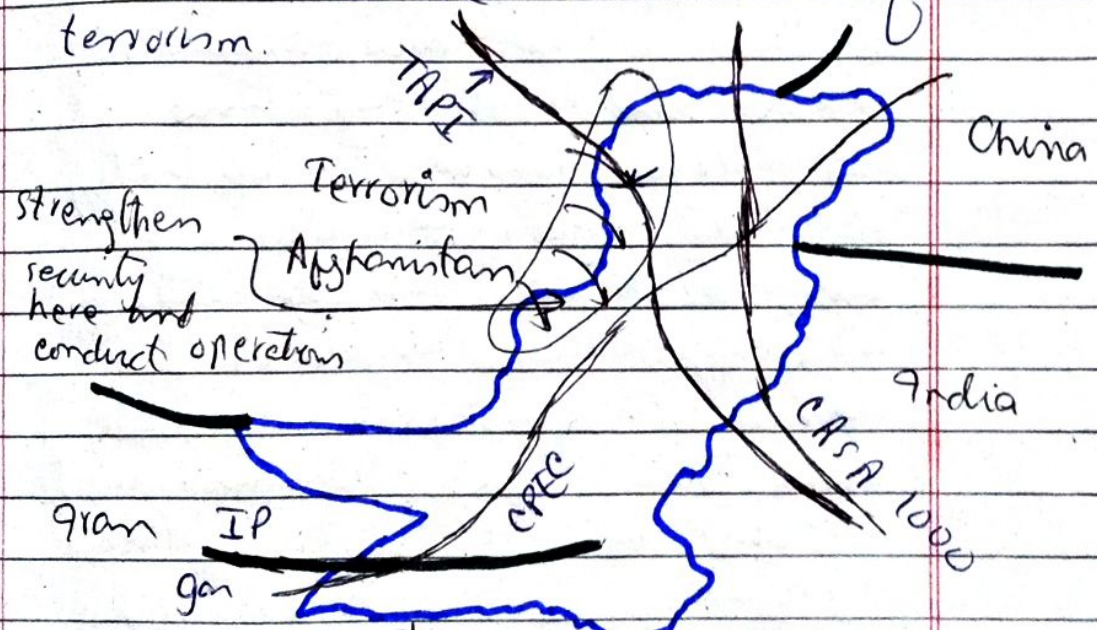 terrorism.
TAPI
China
Terrorism
strengthen
Afghanistan
security
here and
conduct operations
India
CASA 1000
CPEC
Iran IP
gas